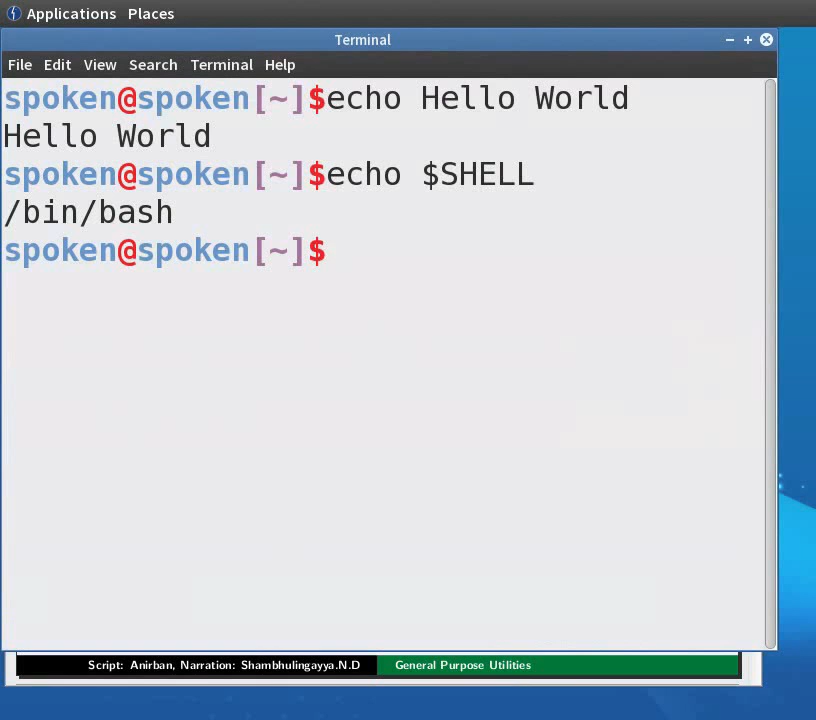 Applications Places
Terminal
File Edit View Search Terminal Help
spoken@spoken[~]$echo Hello World
Hello World
spoken@spoken[~]$echo $SHELL
/bin/bash
spoken@spoken[~]$
Script: Anirban, Narration: Shambhulingayya.N.D General Purpose Utilities